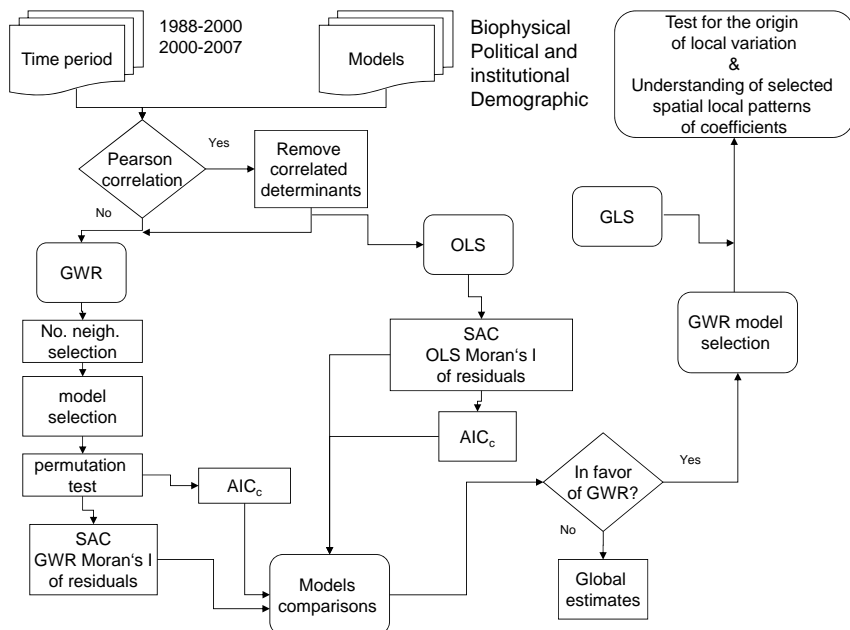 Time period
1988-2000
2000-2007
Models
Biophysical
Political and
institutional
Demographic
Test for the origin
of local variation
&
Understanding of selected
spatial local patterns
of coefficients
Pearson
correlation
Yes
Remove
correlated
determinants
No
GWR
OLS
GLS
No. neigh.
selection
SAC
OLS Moran‘s I
of residuals
GWR model
selection
model
selection
AICc
permutation
test
AICc
In favor
of GWR?
Yes
No
SAC
GWR Moran‘s I
of residuals
Models
comparisons
Global
estimates